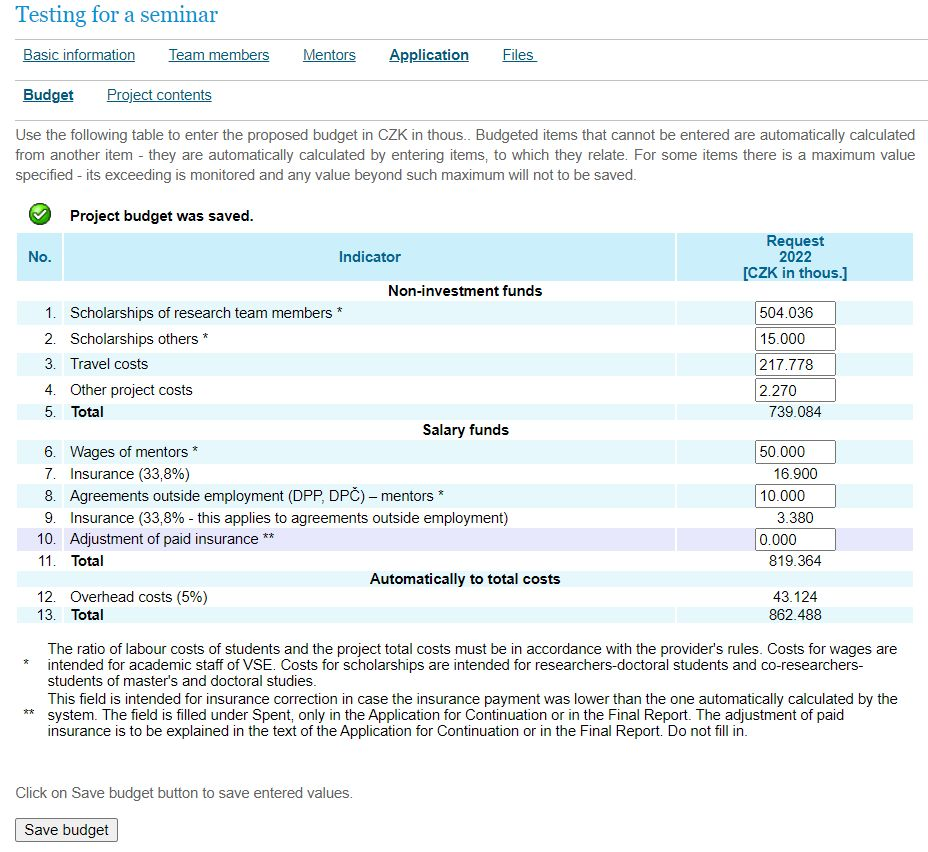 Testing for a seminar
Basic information Team members Mentors Application Files
Budget Project contents
Use the following table to enter the proposed budget in CZK in thous.. Budgeted items that cannot be entered are automatically calculated
from another item - they are automatically calculated by entering items, to which they relate. For some items there is a maximum value
specified - its exceeding is monitored and any value beyond such maximum will not to be saved.
Project budget was saved.
No. Indicator Request
2022
[CZK in thous.]
Non-investment funds
1. Scholarships of research team members * 504.036
2. Scholarships others * 15.000
3. Travel costs 217.778
4. Other project costs 2.270
5. Total 739.084
Salary funds
6. Wages of mentors * 50.000
7. Insurance (33,8%) 16.900
8. Agreements outside employment (DPP, DPČ) – mentors * 10.000
9. Insurance (33,8% - this applies to agreements outside employment) 3.380
10. Adjustment of paid insurance ** 0.000
11. Total 819.364
Automatically to total costs
12. Overhead costs (5%) 43.124
13. Total 862.488
The ratio of labour costs of students and the project total costs must be in accordance with the provider's rules. Costs for wages are
* intended for academic staff of VSE. Costs for scholarships are intended for researchers-doctoral students and co-researchers-
students of master's and doctoral studies.
This field is intended for insurance correction in case the insurance payment was lower than the one automatically calculated by the
** system. The field is filled under Spent, only in the Application for Continuation or in the Final Report. The adjustment of paid
insurance is to be explained in the text of the Application for Continuation or in the Final Report. Do not fill in.
Click on Save budget button to save entered values.
Save budget